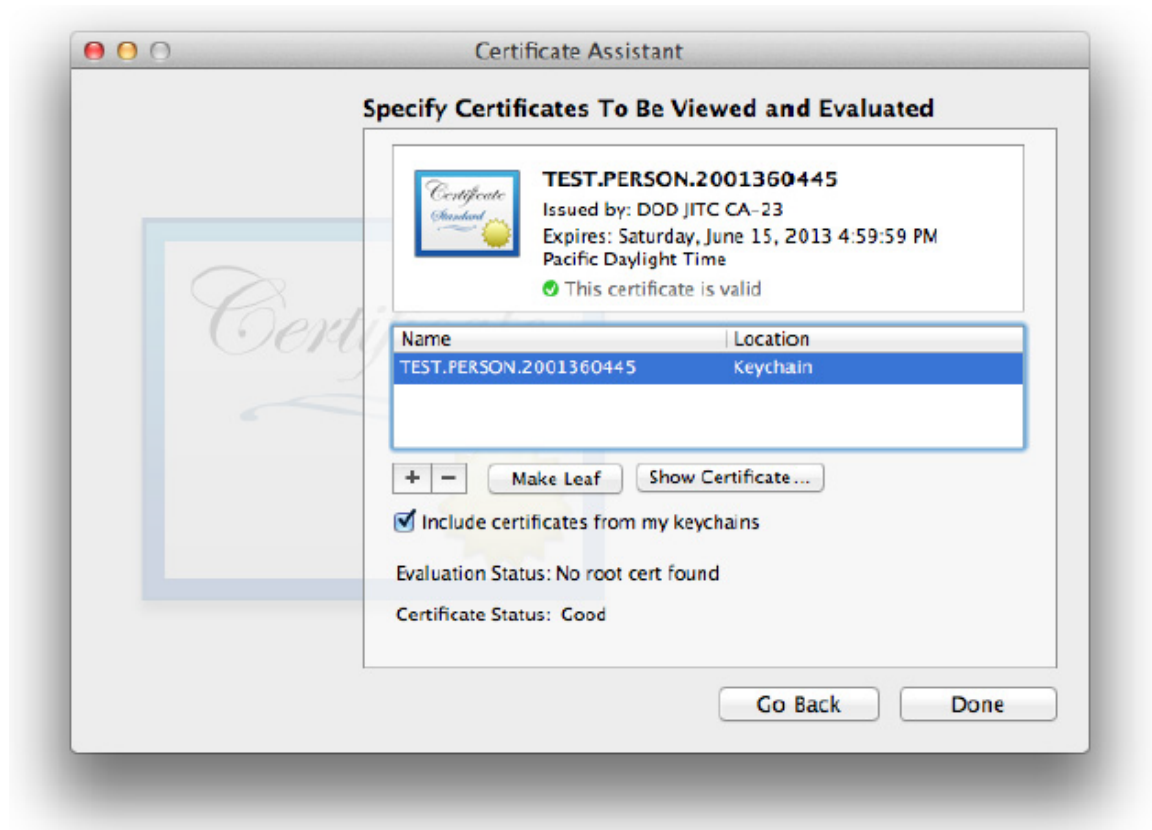 Certificate Assistant
Specify Certificates To Be Viewed and Evaluated
Certificate
Standard
TEST.PERSON.2001360445
Issued by: DOD JITC CA-23
Expires: Saturday, June 15, 2013 4:59:59 PM
Pacific Daylight Time
This certificate is valid
Certificate
Name Location
TEST.PERSON.2001360445 Keychain
+ − Make Leaf Show Certificate...
Include certificates from my keychains
Evaluation Status: No root cert found
Certificate Status: Good
Go Back Done